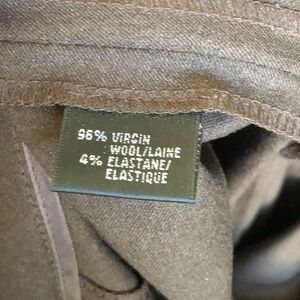 96% VIRGIN
WOOL/LAINE
4% ELASTANE/
ELASTIQUE